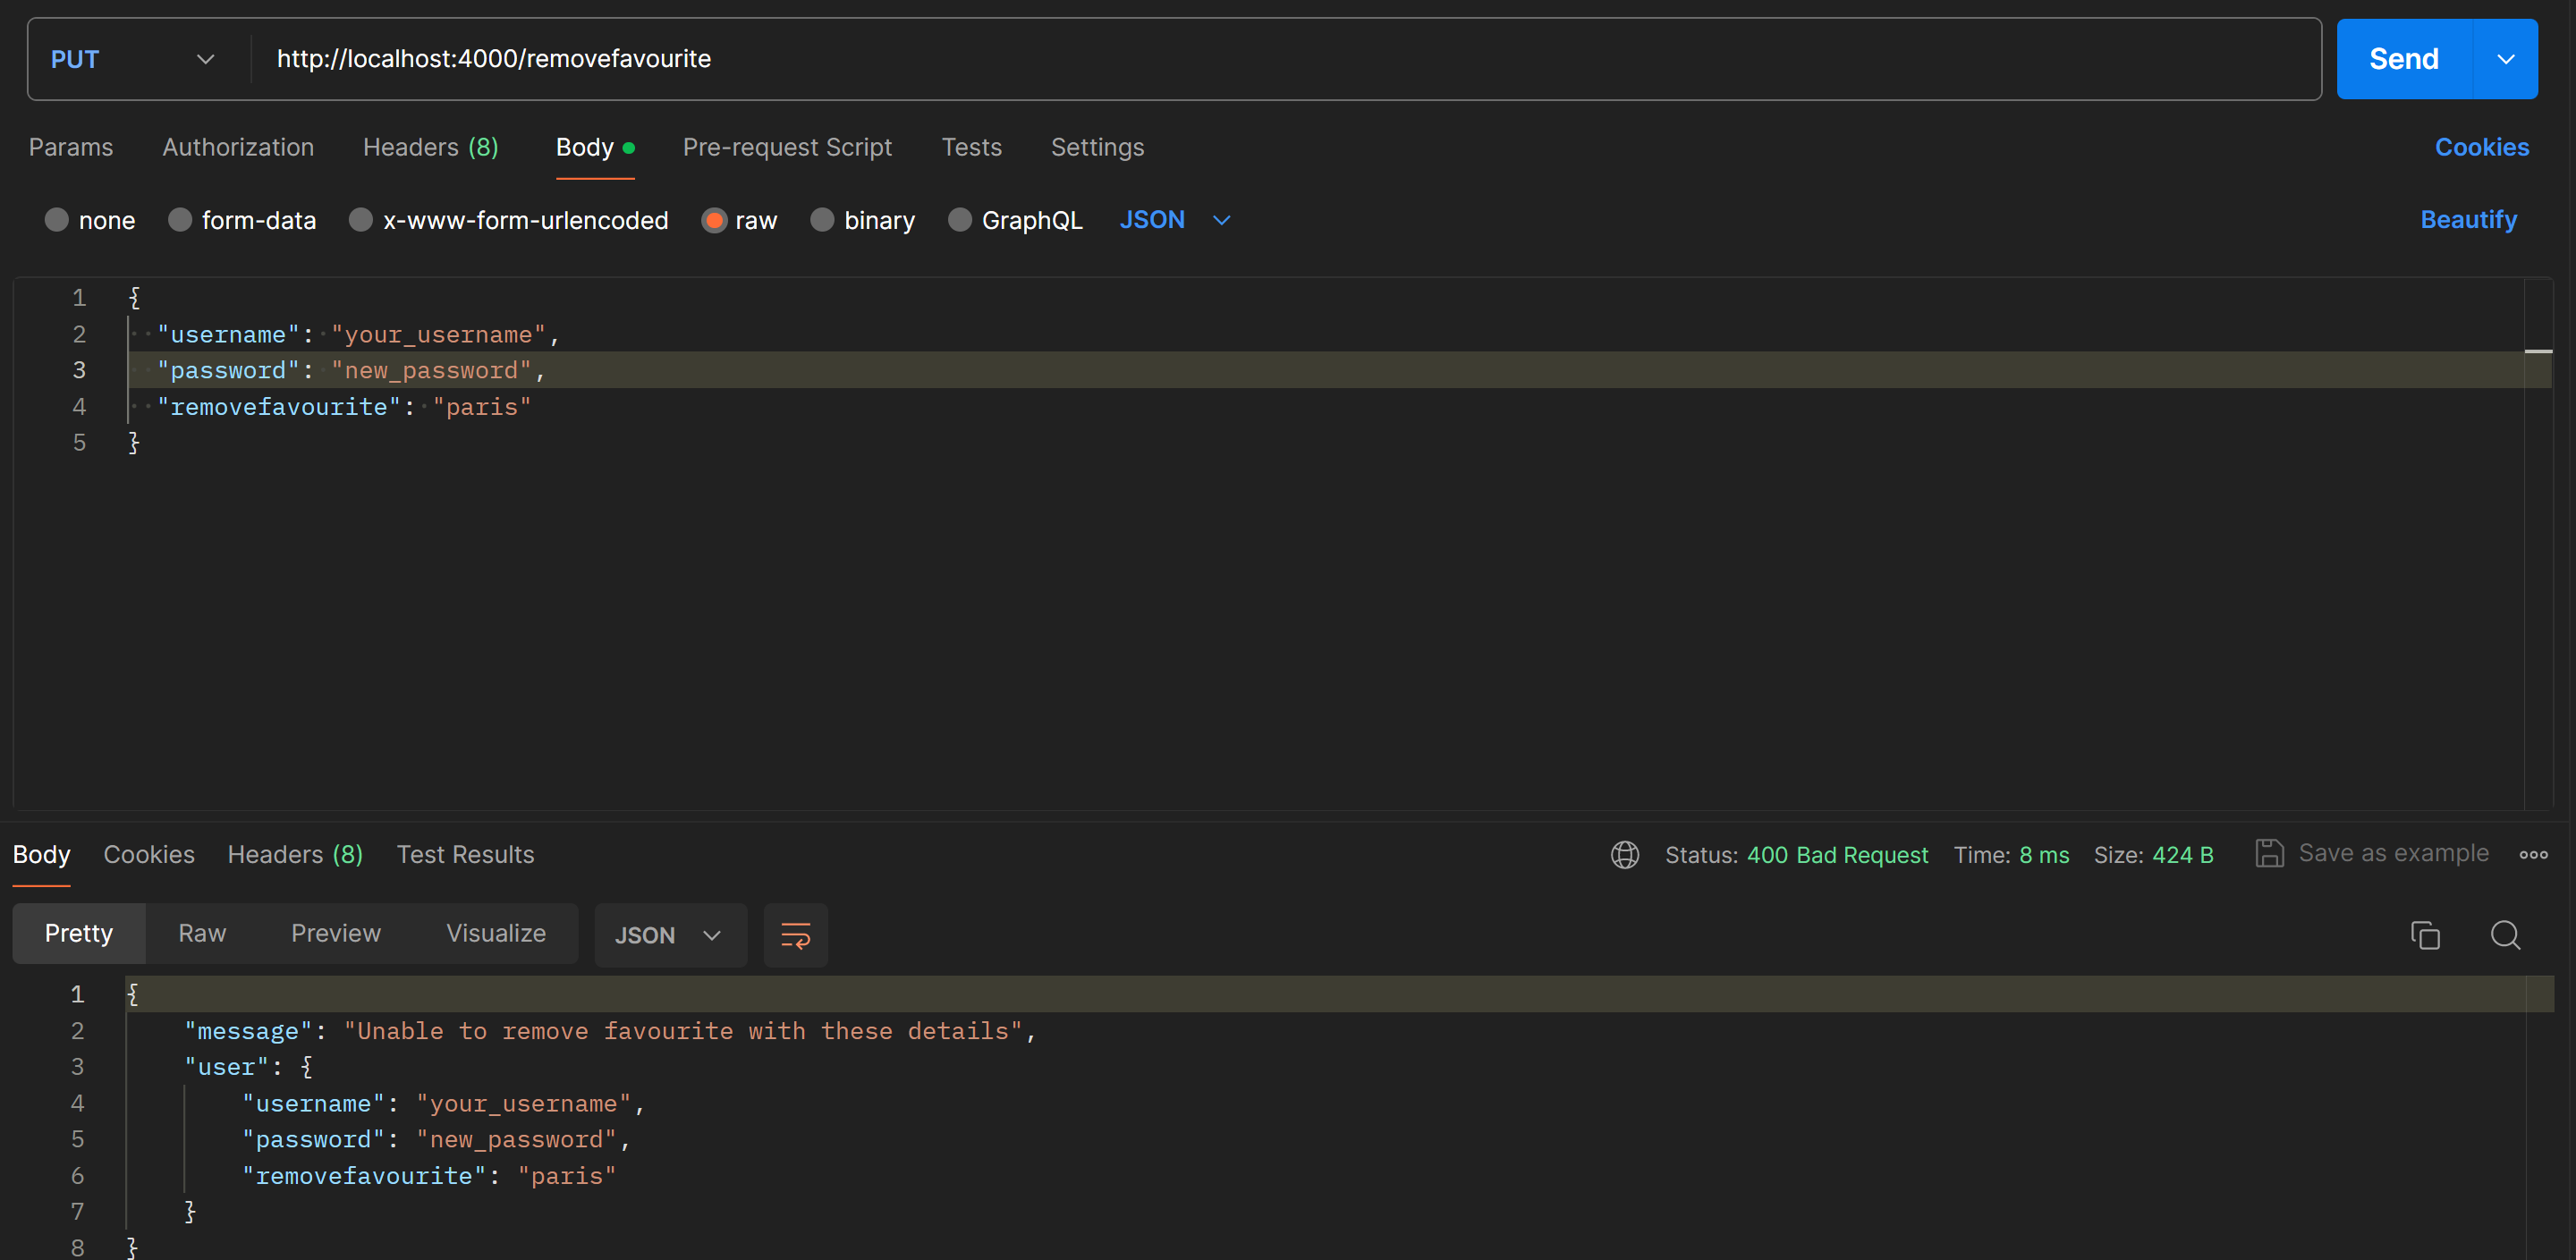 PUT http://localhost:4000/removefavourite Send
Params Authorization Headers (8) Body Pre-request Script Tests Settings Cookies
none form-data x-www-form-urlencoded raw binary GraphQL JSON Beautify
1 {
2 "username": "your_username",
3 "password": "new_password",
4 "removefavourite": "paris"
5 }
Body Cookies Headers (8) Test Results Status: 400 Bad Request Time: 8 ms Size: 424 B Save as example
Pretty Raw Preview Visualize JSON
1 {
2 "message": "Unable to remove favourite with these details",
3 "user": {
4 "username": "your_username",
5 "password": "new_password",
6 "removefavourite": "paris"
7 }
8 }